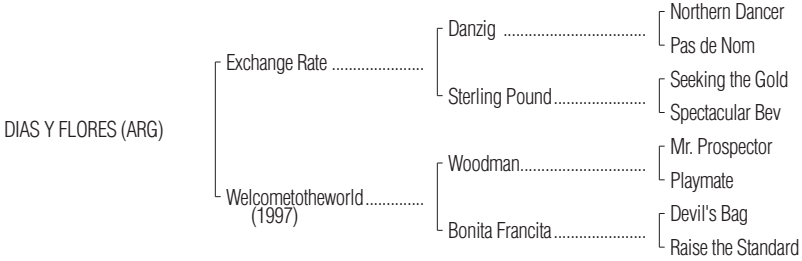 Northern Dancer
Danzig ................................
Pas de Nom
Exchange Rate .....................
Seeking the Gold
Sterling Pound.....................
Spectacular Bev
DIAS Y FLORES (ARG)
Mr. Prospector
Woodman............................
Playmate
Welcometotheworld.............
(1997)
Devil's Bag
Bonita Francita.....................
Raise the Standard